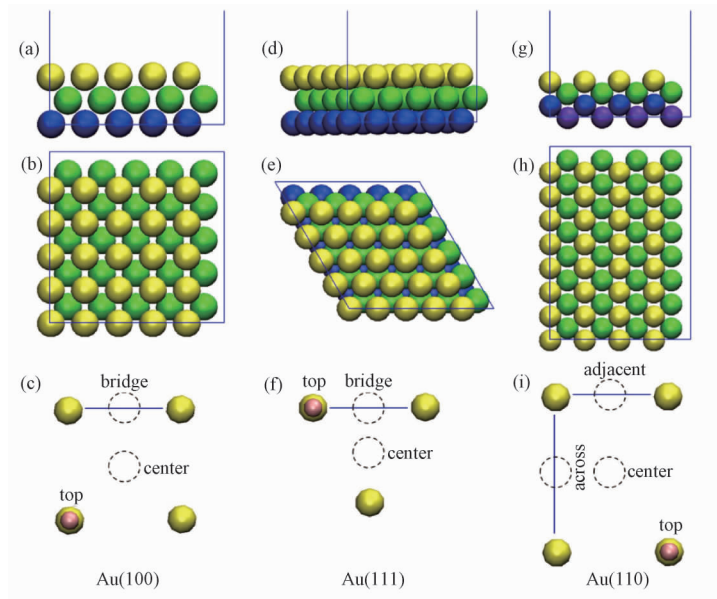 (a)
(d)
(g)
(b)
(e)
(h)
(c)
bridge
center
top
Au(100)
(f)
top
bridge
center
Au(111)
(i)
adjacent
across
center
top
Au(110)